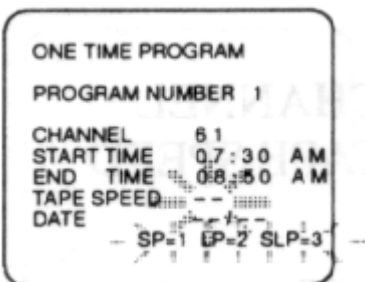 ONE TIME PROGRAM
PROGRAM NUMBER 1
CHANNEL 61
START TIME 07:30 AM
END TIME 08:50 AM
TAPE SPEED --
DATE --/--
SP=1 LP=2 SLP=3